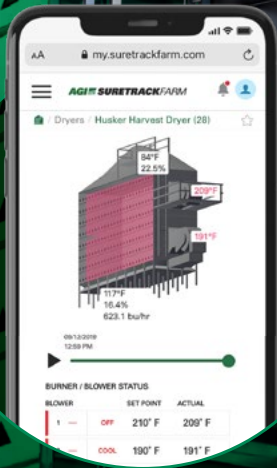 AA my.suretrackfarm.com
AGI SURETRACKFARM
/ Dryers / Husker Harvest Dryer (28)
84°F
22.5%
209°F
191°F
117°F
16.4%
623.1 bu/hr
09/12/2019
12:59 PM
BURNER / BLOWER STATUS
BLOWER SET POINT ACTUAL
1 — OFF 210° F 209° F
COOL 190° F 191° F